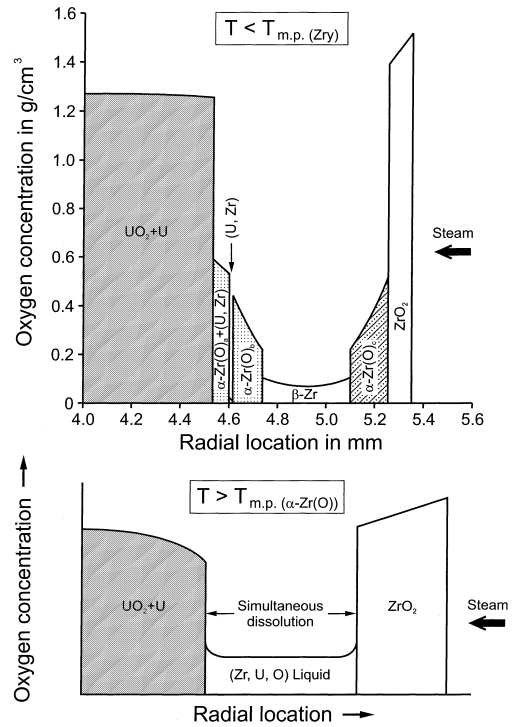 1.6
T < T m.p. (Zry)
1.4
1.2
1.0
0.8
0.6
0.4
0.2
0
Oxygen concentration in g/cm³
UO₂+U
(U, Zr)
α-Zr(O)ₐ+(U, Zr)
α-Zr(O)b
β-Zr
α-Zr(O)c
ZrO₂
Steam
4.0 4.2 4.4 4.6 4.8 5.0 5.2 5.4 5.6
Radial location in mm
T > T m.p. (α-Zr(O))
Oxygen concentration
UO₂+U
Simultaneous
dissolution
ZrO₂
Steam
(Zr, U, O) Liquid
Radial location